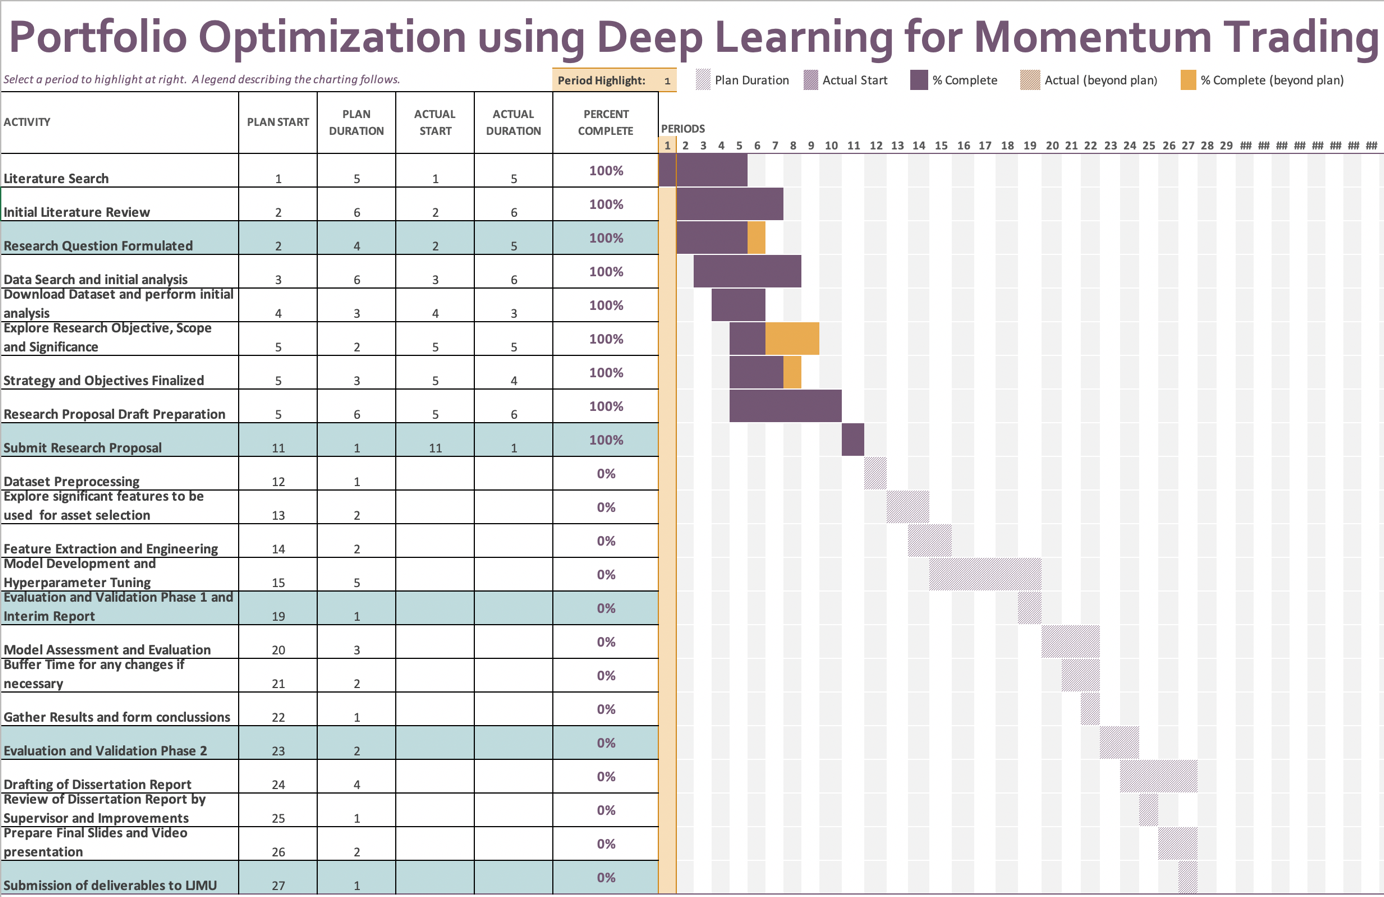 Portfolio Optimization using Deep Learning for Momentum Trading
Select a period to highlight at right. A legend describing the charting follows.
Period Highlight: 1
Plan Duration Actual Start % Complete Actual (beyond plan) % Complete (beyond plan)
ACTIVITY PLAN START PLAN DURATION ACTUAL START ACTUAL DURATION PERCENT COMPLETE PERIODS
1 2 3 4 5 6 7 8 9 10 11 12 13 14 15 16 17 18 19 20 21 22 23 24 25 26 27 28 29 ## ## ## ## ## ## ## ##
Literature Search 1 5 1 5 100%
Initial Literature Review 2 6 2 6 100%
Research Question Formulated 2 4 2 5 100%
Data Search and initial analysis 3 6 3 6 100%
Download Dataset and perform initial
analysis 4 3 4 3 100%
Explore Research Objective, Scope
and Significance 5 2 5 5 100%
Strategy and Objectives Finalized 5 3 5 4 100%
Research Proposal Draft Preparation 5 6 5 6 100%
Submit Research Proposal 11 1 11 1 100%
Dataset Preprocessing 12 1 0%
Explore significant features to be
used for asset selection 13 2 0%
Feature Extraction and Engineering 14 2 0%
Model Development and
Hyperparameter Tuning 15 5 0%
Evaluation and Validation Phase 1 and
Interim Report 19 1 0%
Model Assessment and Evaluation 20 3 0%
Buffer Time for any changes if
necessary 21 2 0%
Gather Results and form conclussions 22 1 0%
Evaluation and Validation Phase 2 23 2 0%
Drafting of Dissertation Report 24 4 0%
Review of Dissertation Report by
Supervisor and Improvements 25 1 0%
Prepare Final Slides and Video
presentation 26 2 0%
Submission of deliverables to LJMU 27 1 0%